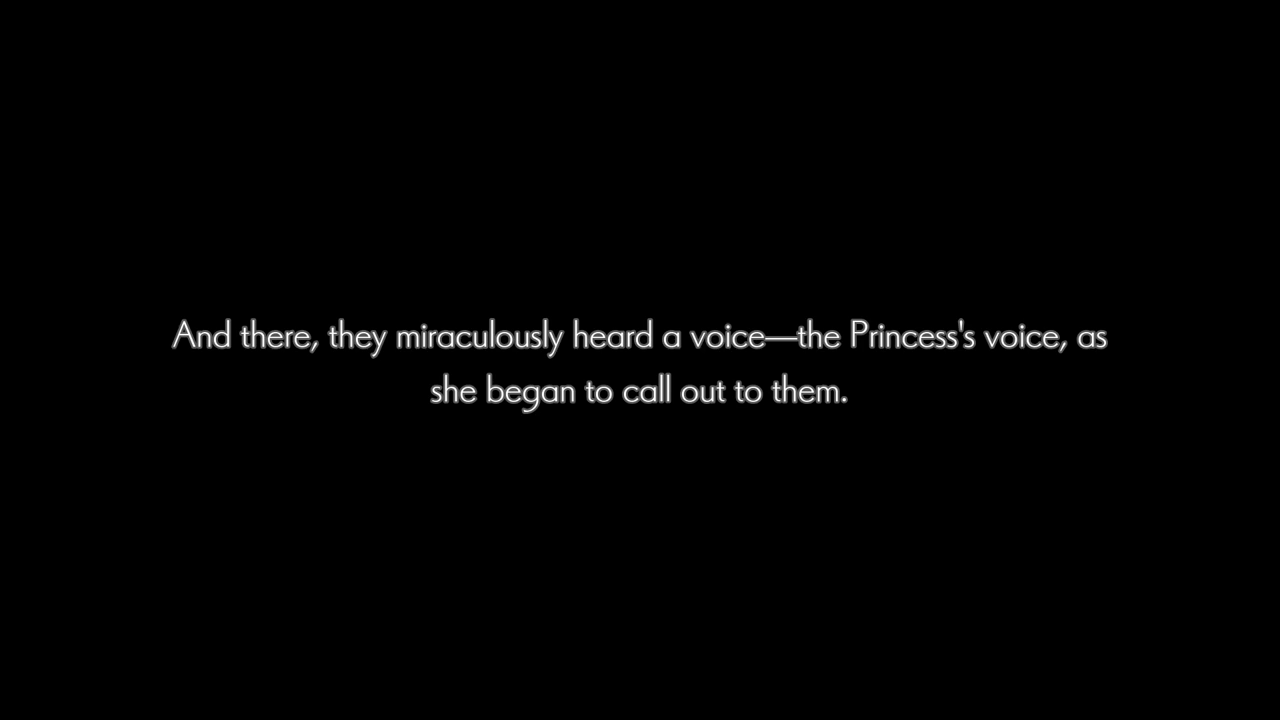 And there, they miraculously heard a voice—the Princess's voice, as
she began to call out to them.